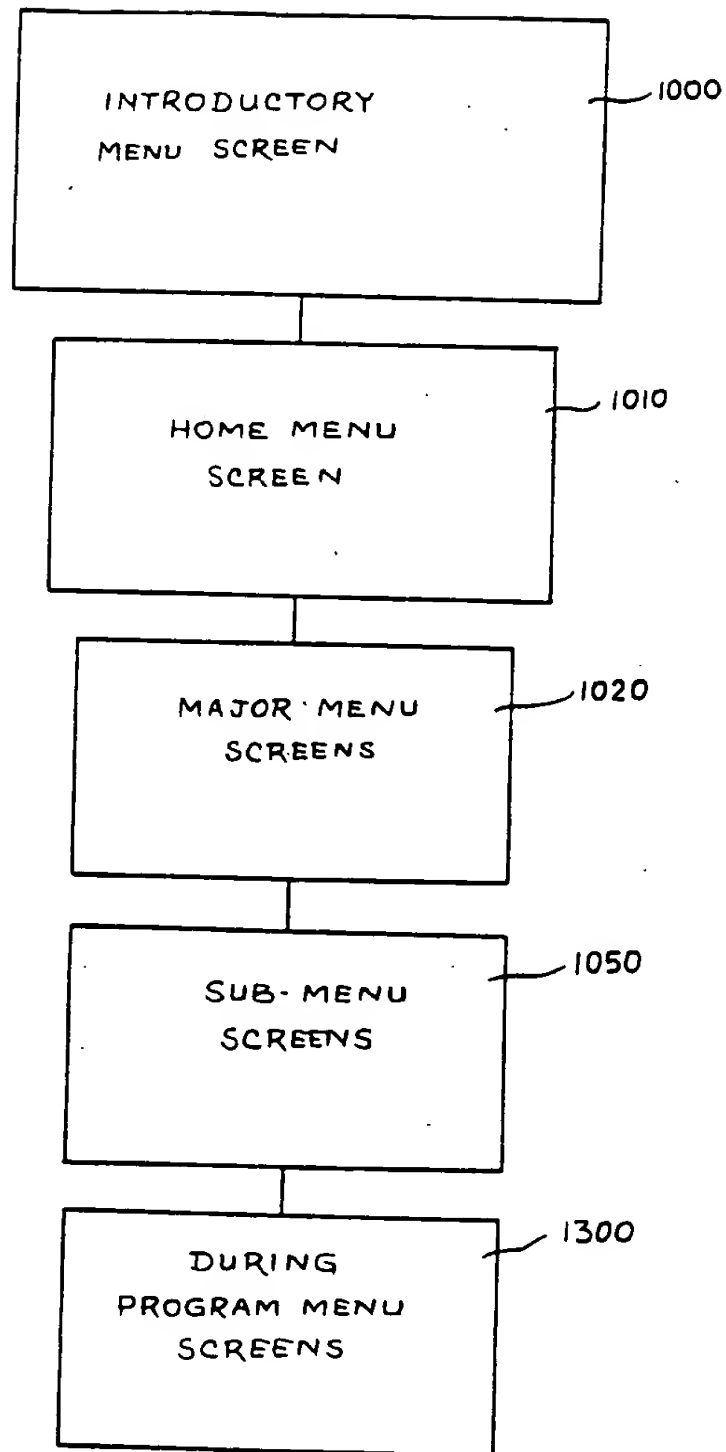 INTRODUCTORY
MENU SCREEN
1000
HOME MENU
SCREEN
1010
MAJOR MENU
SCREENS
1020
SUB-MENU
SCREENS
1050
DURING
PROGRAM MENU
SCREENS
1300